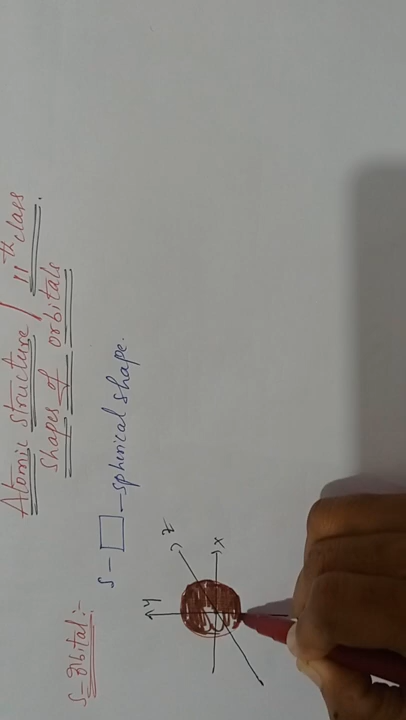 Atomic structure / 11th class
shapes of orbitals
S-orbital:-
S - □ - spherical shape.
Y
Z
X